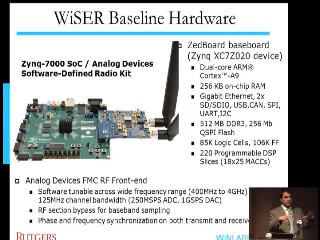 WiSER Baseline Hardware
Zynq-7000 SoC / Analog Devices
Software-Defined Radio Kit
ZedBoard baseboard
(Zynq XC7Z020 device)
Dual-core ARM®
Cortex™-A9
256 KB on-chip RAM
Gigabit Ethernet, 2x
SD/SDIO, USB,CAN, SPI,
UART,I2C
512 MB DDR3, 256 Mb
QSPI Flash
85K Logic Cells, 106K FF
220 Programmable DSP
Slices (18x25 MACCs)
Analog Devices FMC RF Front-end
Software tunable across wide frequency range (400MHz to 4GHz)
125MHz channel bandwidth (250MSPS ADC, 1GSPS DAC)
RF section bypass for baseband sampling
Phase and frequency synchronization on both transmit and receive
RUTGERS
WINLAB